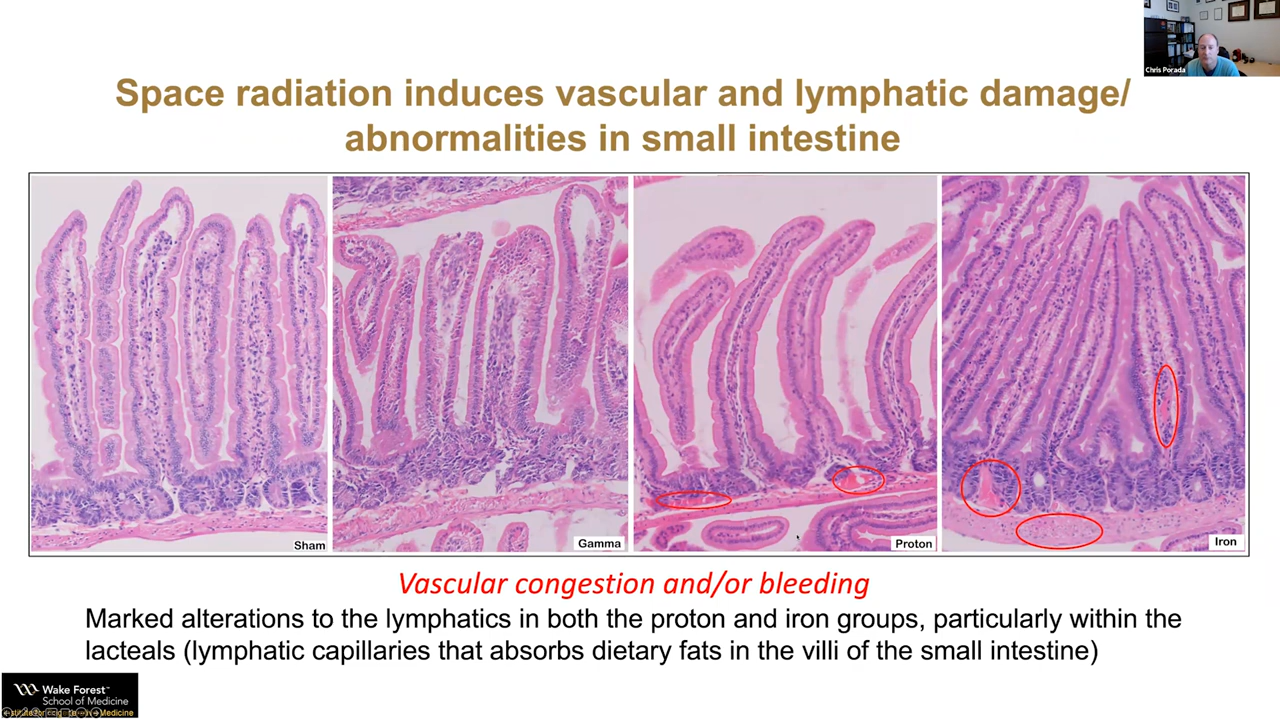 Chris Porada
Space radiation induces vascular and lymphatic damage/
abnormalities in small intestine
Sham
Gamma
Proton
Iron
Vascular congestion and/or bleeding
Marked alterations to the lymphatics in both the proton and iron groups, particularly within the
lacteals (lymphatic capillaries that absorbs dietary fats in the villi of the small intestine)
Wake Forest™
School of Medicine
Medicine